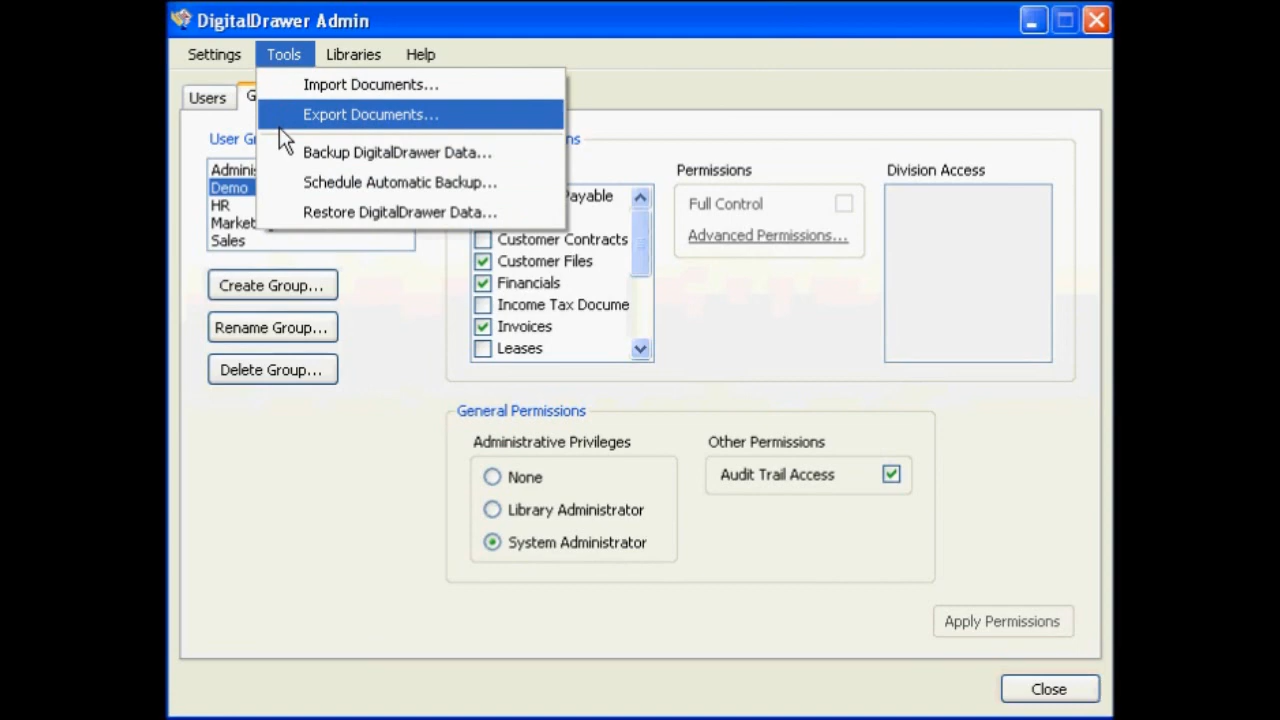 DigitalDrawer Admin
Settings Tools Libraries Help
Import Documents...
Export Documents...
Backup DigitalDrawer Data...
Schedule Automatic Backup...
Restore DigitalDrawer Data...
Users G
User Gr
Adminis
Demo
HR
Market
Sales
Create Group...
Rename Group...
Delete Group...
ns
Payable
Customer Contracts
Customer Files
Financials
Income Tax Docume
Invoices
Leases
Permissions
Full Control
Advanced Permissions...
Division Access
General Permissions
Administrative Privileges
None
Library Administrator
System Administrator
Other Permissions
Audit Trail Access
Apply Permissions
Close